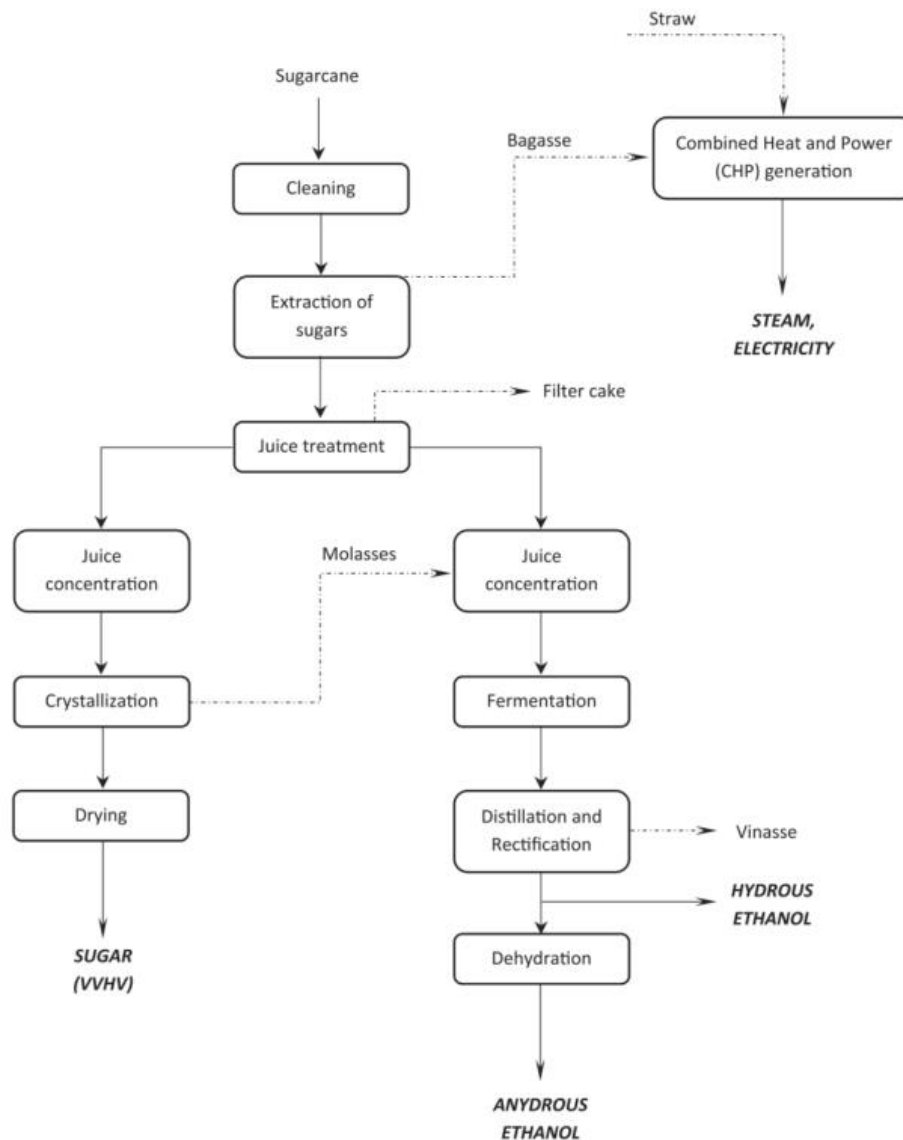 Straw
Sugarcane
Bagasse
Combined Heat and Power
(CHP) generation
Cleaning
Extraction of
sugars
STEAM,
ELECTRICITY
Filter cake
Juice treatment
Juice
concentration
Molasses
Juice
concentration
Crystallization
Fermentation
Drying
Distillation and
Rectification
Vinasse
HYDROUS
ETHANOL
SUGAR
(VVHV)
Dehydration
ANYDROUS
ETHANOL